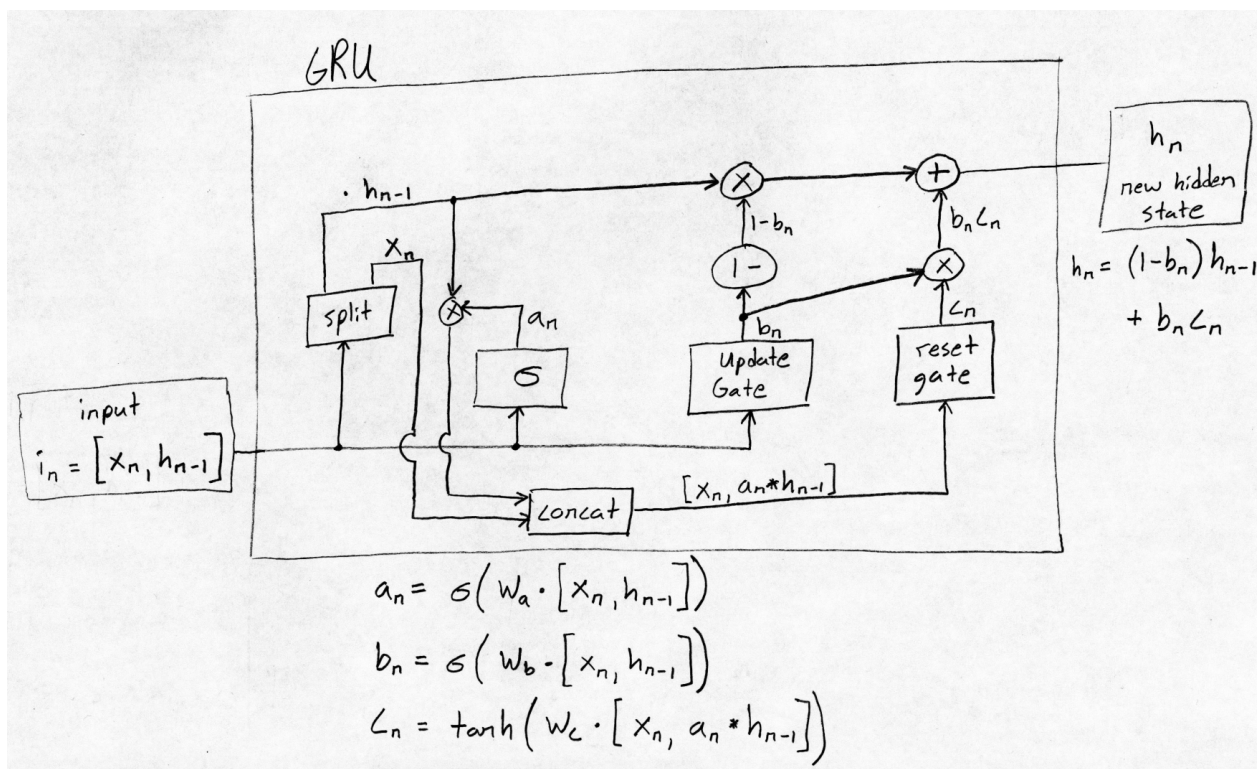 GRU
h_{n-1}
x_n
split
a_n
σ
input
i_n = [x_n, h_{n-1}]
×
×
1-b_n
1-
b_n
Update
Gate
+
b_n c_n
×
c_n
reset
gate
concat
[x_n, a_n*h_{n-1}]
h_n
new hidden
state
h_n = (1-b_n) h_{n-1}
+ b_n c_n
a_n = σ(W_a · [x_n, h_{n-1}])
b_n = σ(W_b · [x_n, h_{n-1}])
c_n = tanh(W_c · [x_n, a_n * h_{n-1}])